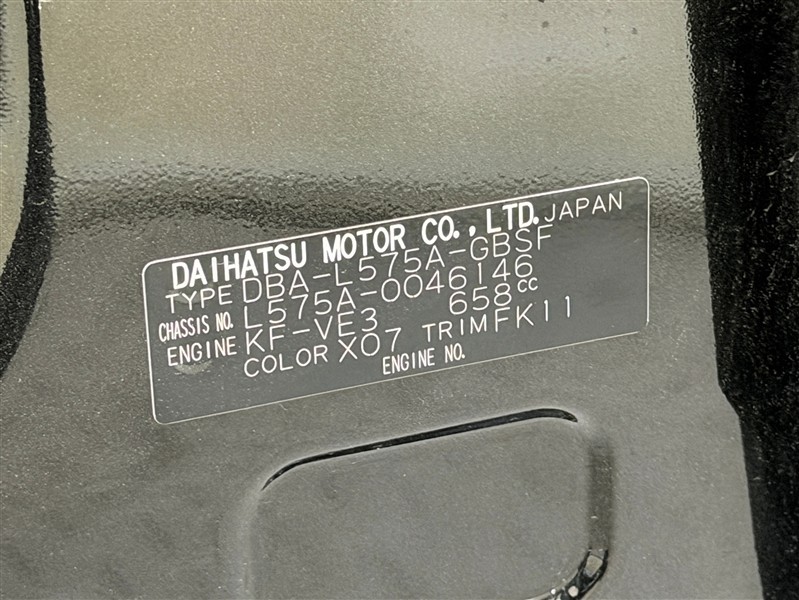 DAIHATSU MOTOR CO., LTD. JAPAN
TYPE DBA-L575A-GBSF
CHASSIS NO. L575A-0046146
ENGINE KF-VE3 658cc
COLOR X07 TRIM FK11
ENGINE NO.